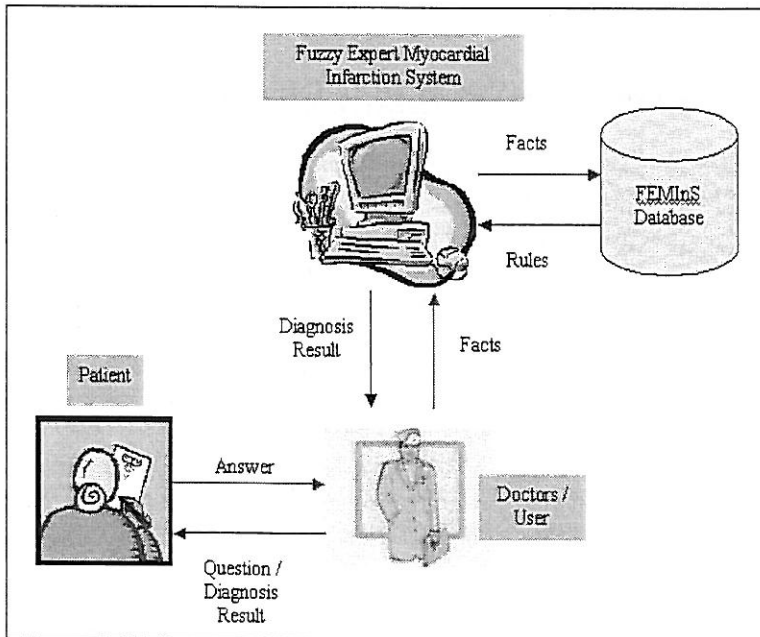 Fuzzy Expert Myocardial
Infarction System
Facts
FEMInS
Database
Rules
Diagnosis
Result
Facts
Patient
Answer
Doctors /
User
Question /
Diagnosis
Result